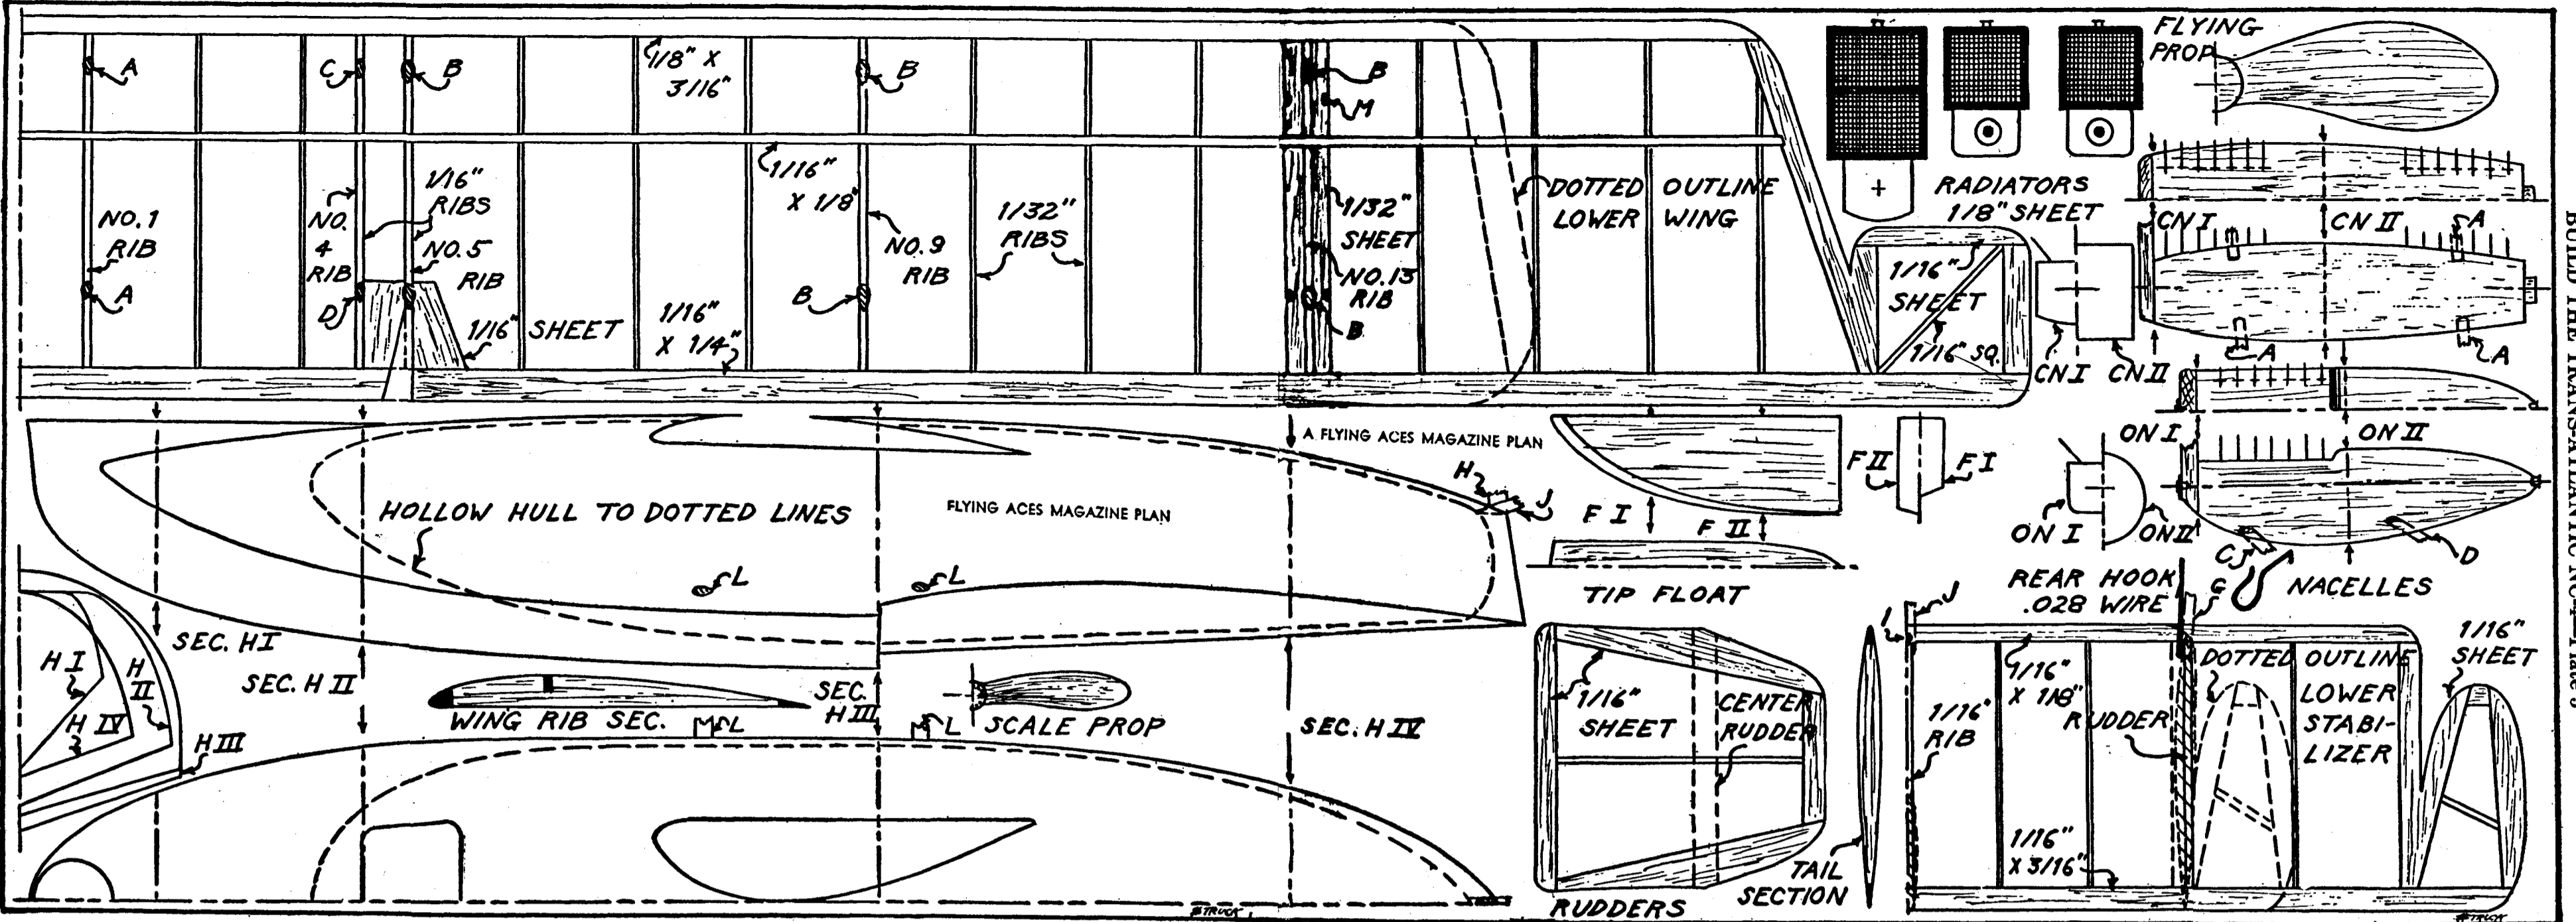 A
C
B
1/8" X
3/16"
B
B
M
FLYING
PROP
1/16"
RIBS
1/16"
X 1/8"
NO.1
RIB
A
NO.
4
RIB
D
NO.5
RIB
1/16" SHEET
1/16"
X 1/4"
B
NO.9
RIB
1/32"
RIBS
1/32"
SHEET
NO.13
RIB
B
DOTTED OUTLINE
LOWER WING
RADIATORS
1/8" SHEET
1/16"
SHEET
1/16" SQ.
CN I
CN II
A
CN I
CN II
A
A
ON I
ON II
ON I
ON II
C
D
NACELLES
A FLYING ACES MAGAZINE PLAN
H
J
HOLLOW HULL TO DOTTED LINES
FLYING ACES MAGAZINE PLAN
L
L
F I
F II
F II
F I
TIP FLOAT
REAR HOOK
.028 WIRE
G
H I
H
II
H IV
H III
SEC. H I
SEC. H II
WING RIB SEC.
L
SEC.
H III
L
SCALE PROP
SEC. H IV
1/16"
SHEET
CENTER
RUDDER
RUDDERS
TAIL
SECTION
I
J
1/16"
RIB
1/16"
X 1/8"
RUDDER
1/16"
X 3/16"
DOTTED OUTLINE
LOWER
STABI-
LIZER
1/16"
SHEET